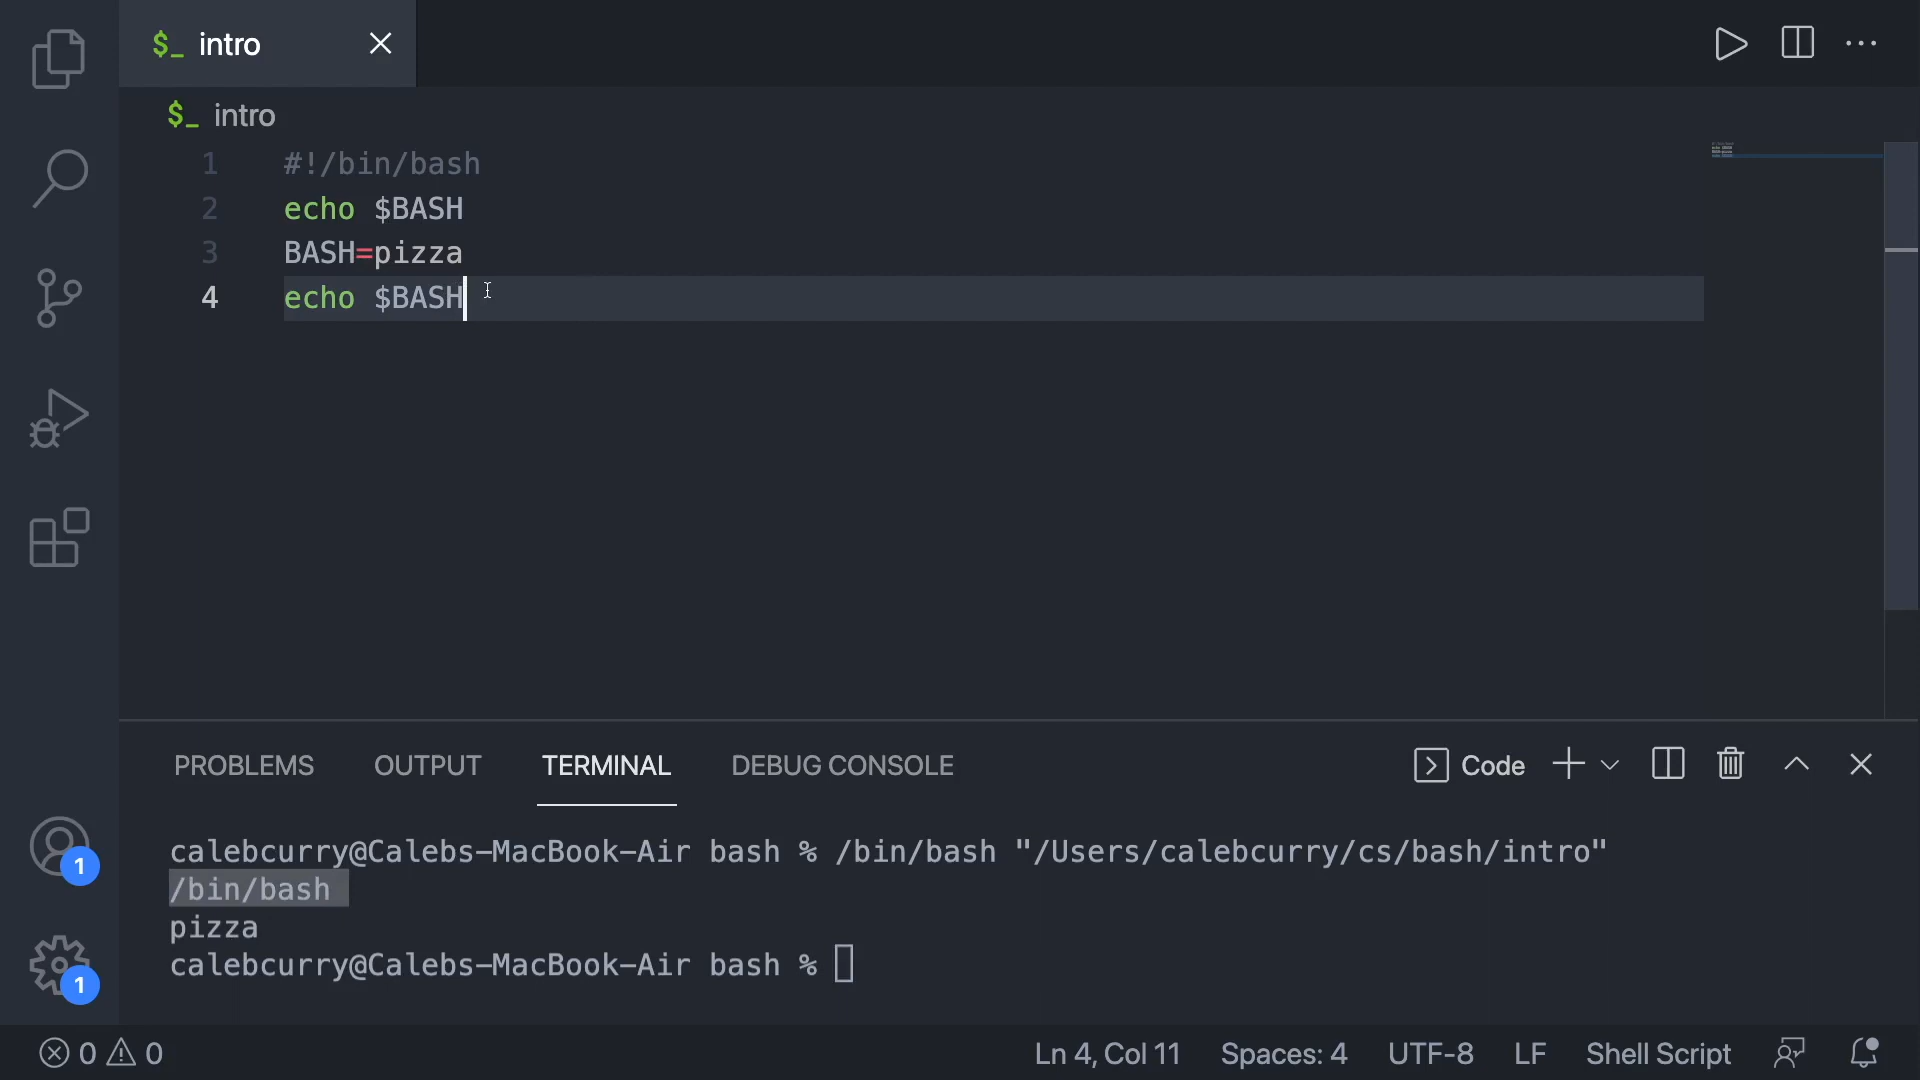 $_ intro
$_ intro
1 #!/bin/bash
2 echo $BASH
3 BASH=pizza
4 echo $BASH
PROBLEMS OUTPUT TERMINAL DEBUG CONSOLE Code
calebcurry@Calebs-MacBook-Air bash % /bin/bash "/Users/calebcurry/cs/bash/intro"
/bin/bash
pizza
calebcurry@Calebs-MacBook-Air bash %
1
1
0 0 Ln 4, Col 11 Spaces: 4 UTF-8 LF Shell Script